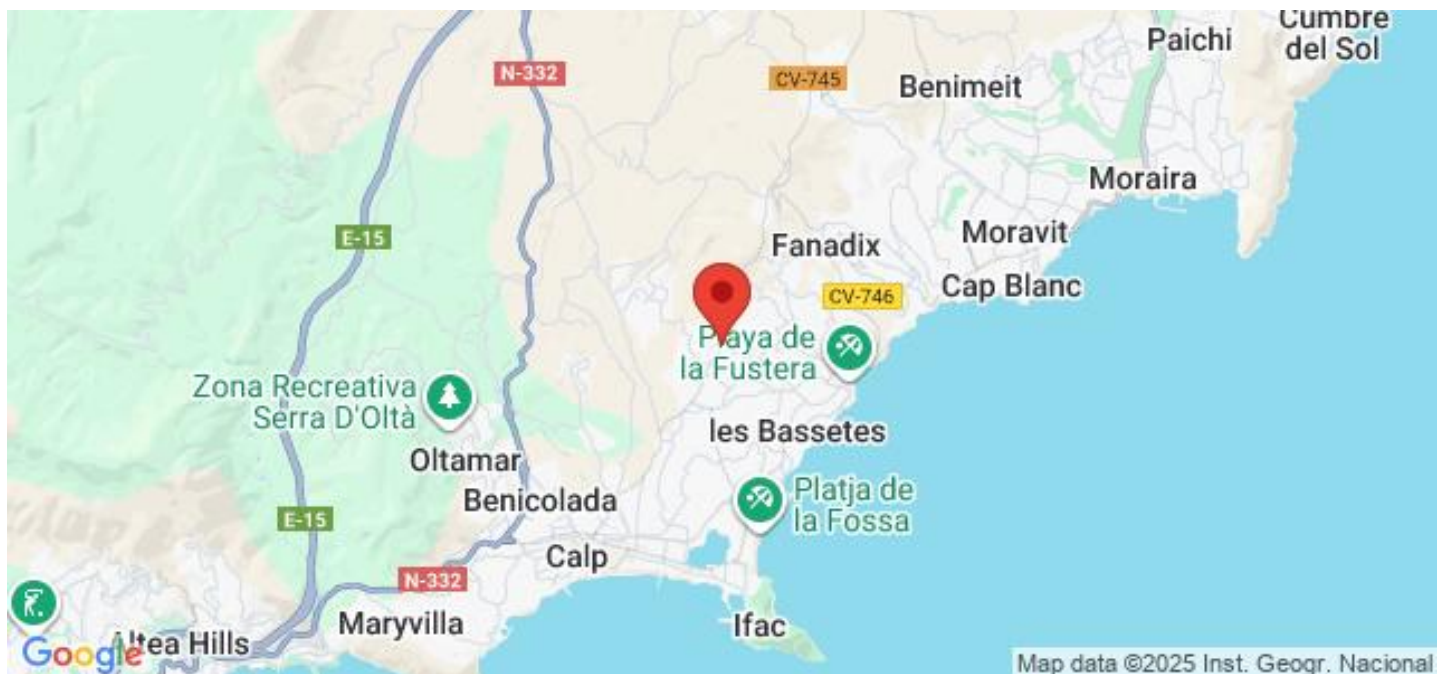 Cumbre
del Sol
Paichi
N-332
CV-745
Benimeit
Moraira
E-15
Fanadix
Moravit
Cap Blanc
CV-746
Playa de
la Fustera
Zona Recreativa
Serra D'Oltà
les Bassetes
Oltamar
Benicolada
Platja de
la Fossa
E-15
Calp
N-332
Maryvilla
Ifac
Altea Hills
Google
Map data ©2025 Inst. Geogr. Nacional